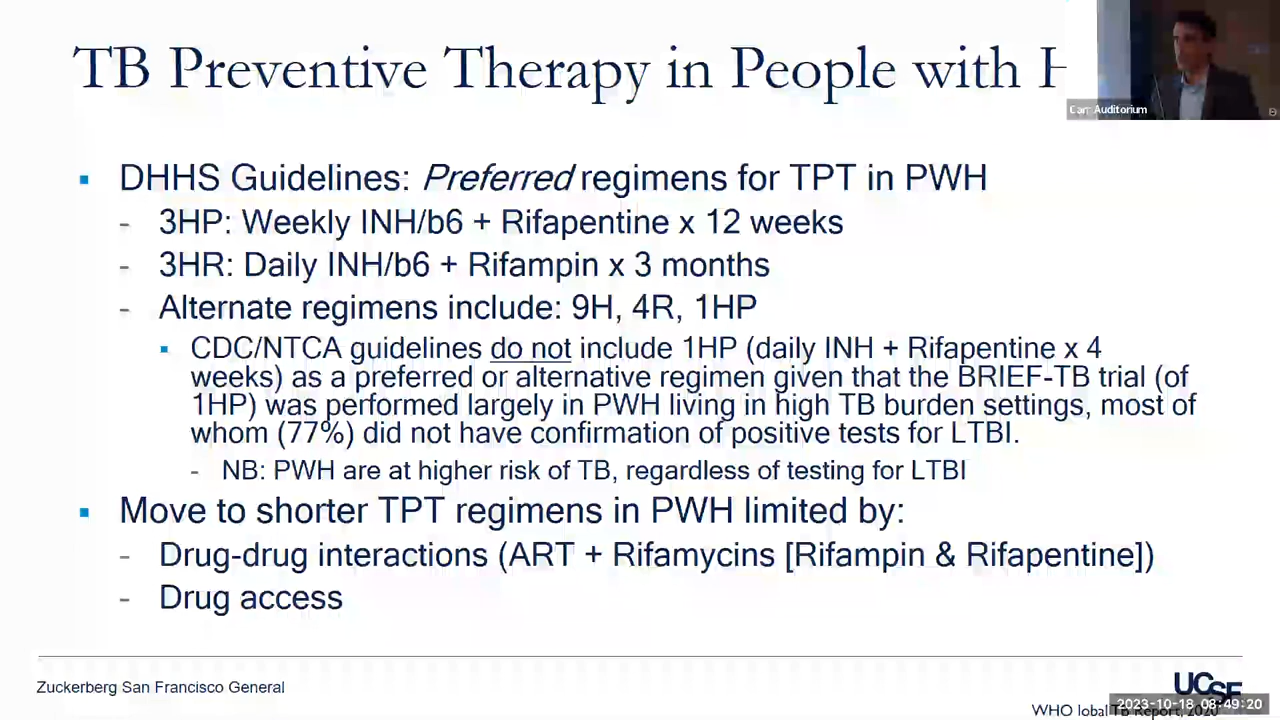 TB Preventive Therapy in People with H
Carr Auditorium
▪ DHHS Guidelines: Preferred regimens for TPT in PWH
- 3HP: Weekly INH/b6 + Rifapentine x 12 weeks
- 3HR: Daily INH/b6 + Rifampin x 3 months
- Alternate regimens include: 9H, 4R, 1HP
▪ CDC/NTCA guidelines do not include 1HP (daily INH + Rifapentine x 4
weeks) as a preferred or alternative regimen given that the BRIEF-TB trial (of
1HP) was performed largely in PWH living in high TB burden settings, most of
whom (77%) did not have confirmation of positive tests for LTBI.
- NB: PWH are at higher risk of TB, regardless of testing for LTBI
▪ Move to shorter TPT regimens in PWH limited by:
- Drug-drug interactions (ART + Rifamycins [Rifampin & Rifapentine])
- Drug access
Zuckerberg San Francisco General
UCSF
2023-10-18 08:49:20
WHO lobal TB Report, 2020